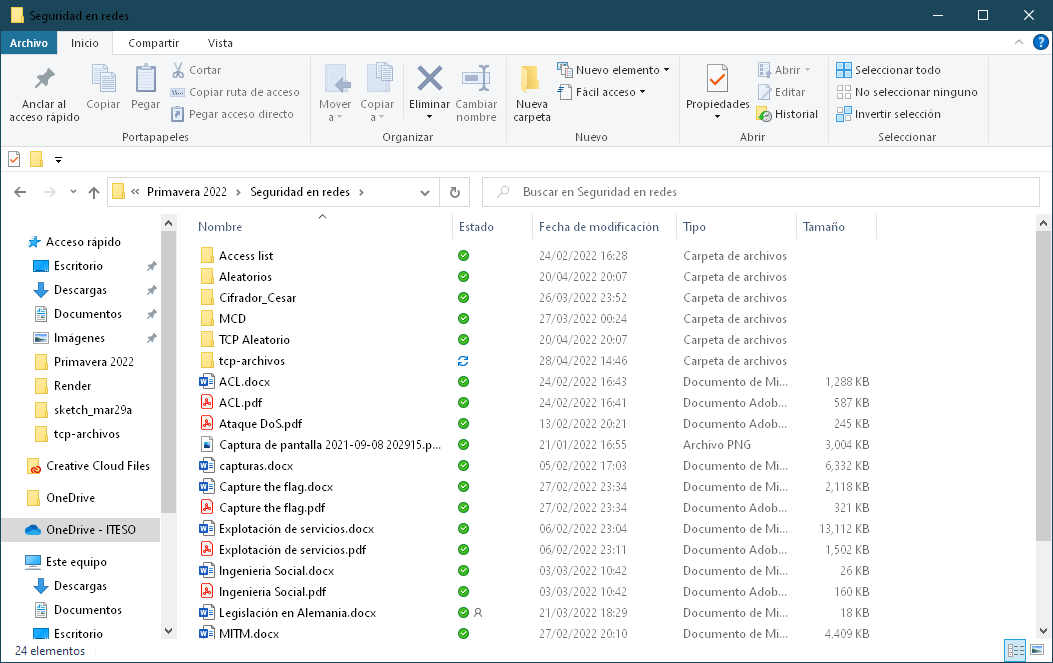 Seguridad en redes
Archivo Inicio Compartir Vista
Anclar al acceso rápido
Copiar
Pegar
Cortar
Copiar ruta de acceso
Pegar acceso directo
Portapapeles
Mover a
Copiar a
Eliminar
Cambiar nombre
Organizar
Nueva carpeta
Nuevo elemento
Fácil acceso
Nuevo
Propiedades
Abrir
Editar
Historial
Abrir
Seleccionar todo
No seleccionar ninguno
Invertir selección
Seleccionar
« Primavera 2022 > Seguridad en redes >
Buscar en Seguridad en redes
Acceso rápido
Escritorio
Descargas
Documentos
Imágenes
Primavera 2022
Render
sketch_mar29a
tcp-archivos
Creative Cloud Files
OneDrive
OneDrive - ITESO
Este equipo
Descargas
Documentos
Escritorio
Nombre Estado Fecha de modificación Tipo Tamaño
Access list 24/02/2022 16:28 Carpeta de archivos
Aleatorios 20/04/2022 20:07 Carpeta de archivos
Cifrador_Cesar 26/03/2022 23:52 Carpeta de archivos
MCD 27/03/2022 00:24 Carpeta de archivos
TCP Aleatorio 20/04/2022 20:07 Carpeta de archivos
tcp-archivos 28/04/2022 14:46 Carpeta de archivos
ACL.docx 24/02/2022 16:43 Documento de Mi... 1,288 KB
ACL.pdf 24/02/2022 16:41 Documento Adob... 587 KB
Ataque DoS.pdf 13/02/2022 20:21 Documento Adob... 245 KB
Captura de pantalla 2021-09-08 202915.p... 21/01/2022 16:55 Archivo PNG 3,004 KB
capturas.docx 05/02/2022 17:03 Documento de Mi... 6,332 KB
Capture the flag.docx 27/02/2022 23:34 Documento de Mi... 2,118 KB
Capture the flag.pdf 27/02/2022 23:34 Documento Adob... 321 KB
Explotación de servicios.docx 06/02/2022 23:04 Documento de Mi... 13,112 KB
Explotación de servicios.pdf 06/02/2022 23:11 Documento Adob... 1,502 KB
Ingenieria Social.docx 03/03/2022 10:42 Documento de Mi... 26 KB
Ingenieria Social.pdf 03/03/2022 10:42 Documento Adob... 160 KB
Legislación en Alemania.docx 21/03/2022 18:29 Documento de Mi... 18 KB
MITM.docx 27/02/2022 20:10 Documento de Mi... 4,409 KB
24 elementos